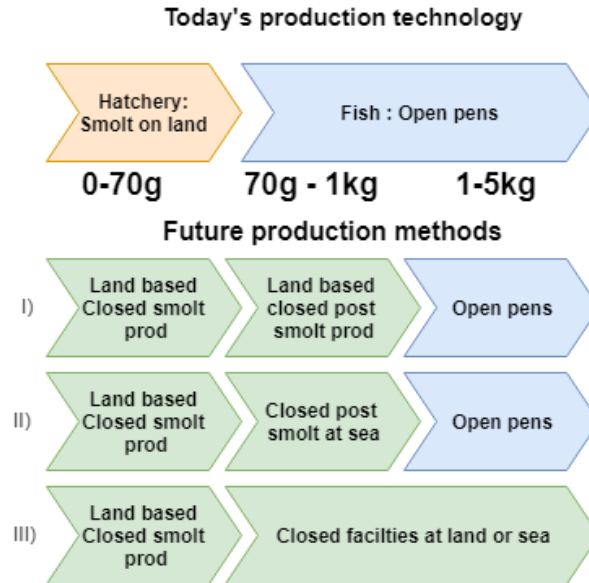 Today's production technology
Hatchery:
Smolt on land
Fish : Open pens
0-70g
70g - 1kg
1-5kg
Future production methods
I)
Land based
Closed smolt
prod
Land based
closed post
smolt prod
Open pens
II)
Land based
Closed smolt
prod
Closed post
smolt at sea
Open pens
III)
Land based
Closed smolt
prod
Closed facilties at land or sea